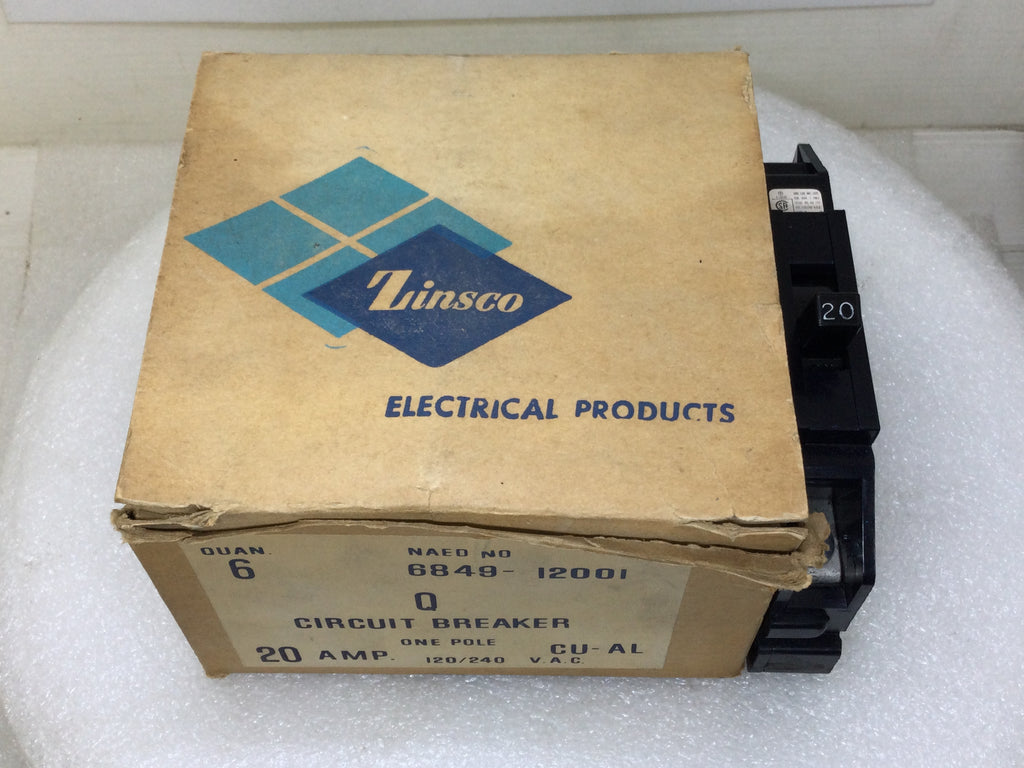 Zinsco
ELECTRICAL PRODUCTS
20
QUAN. NAED NO
6 6849-12001
Q
CIRCUIT BREAKER
ONE POLE CU-AL
20 AMP. 120/240 V.A.C.